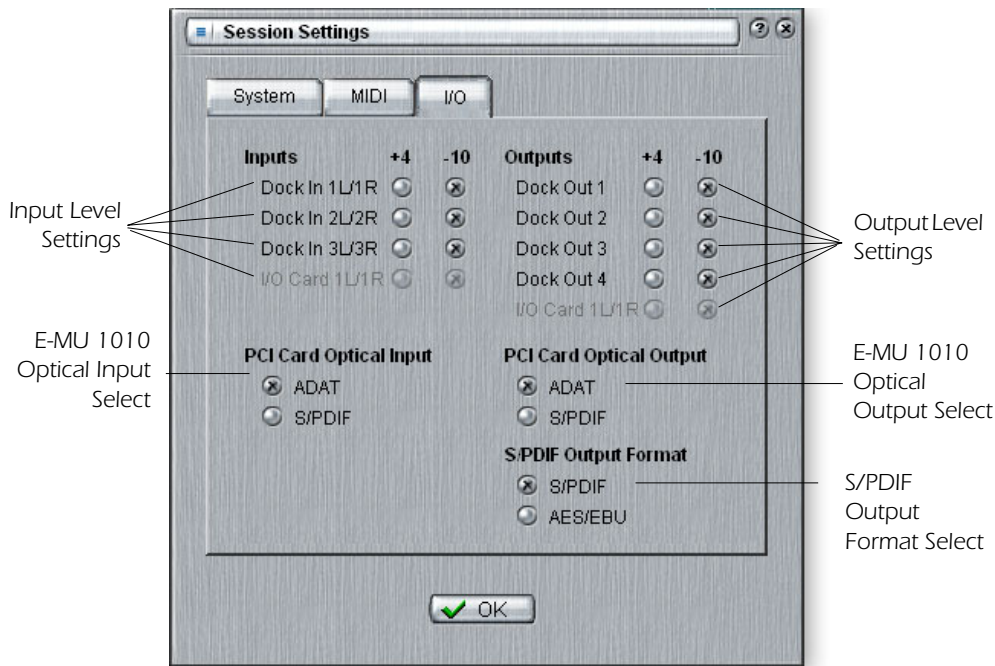 Session Settings
System MIDI I/O
Inputs +4 -10
Dock In 1L/1R
Dock In 2L/2R
Dock In 3L/3R
I/O Card 1L/1R
Outputs +4 -10
Dock Out 1
Dock Out 2
Dock Out 3
Dock Out 4
I/O Card 1L/1R
Input Level
Settings
Output Level
Settings
E-MU 1010
Optical Input
Select
PCI Card Optical Input
ADAT
S/PDIF
PCI Card Optical Output
ADAT
S/PDIF
E-MU 1010
Optical
Output Select
S/PDIF Output Format
S/PDIF
AES/EBU
S/PDIF
Output
Format Select
OK